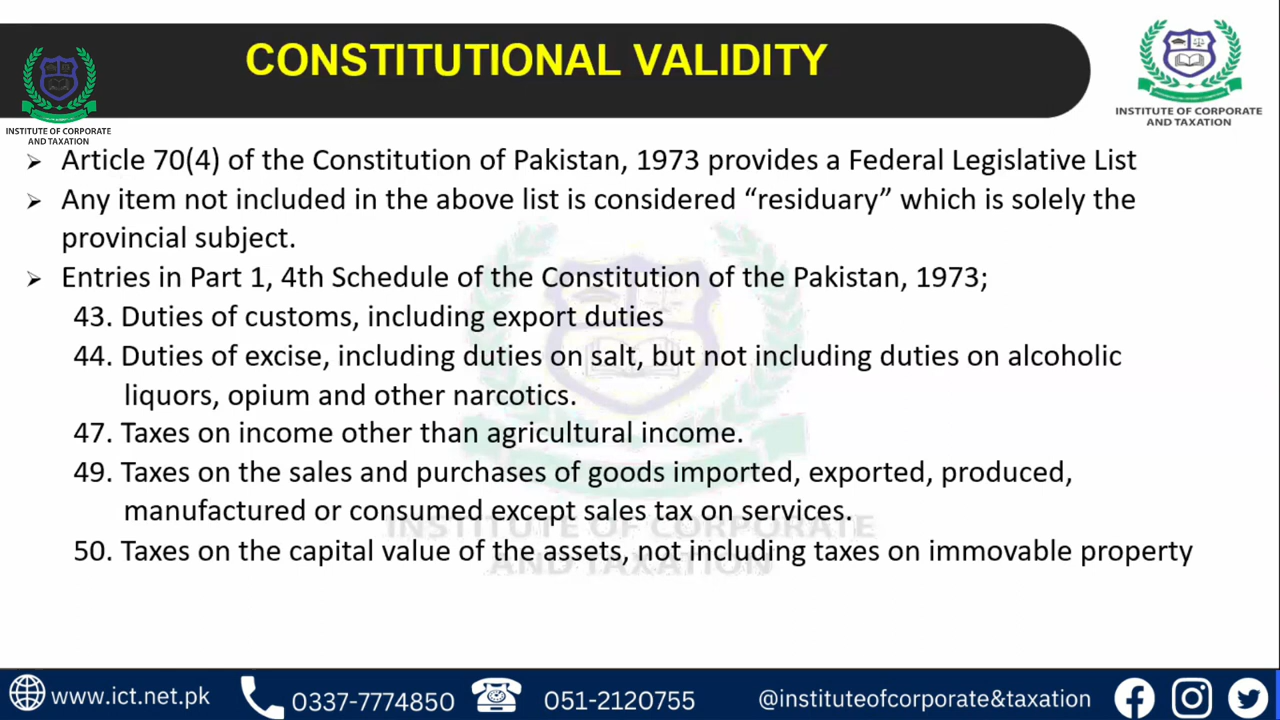 CONSTITUTIONAL VALIDITY
INSTITUTE OF CORPORATE
AND TAXATION
INSTITUTE OF CORPORATE
AND TAXATION
➢ Article 70(4) of the Constitution of Pakistan, 1973 provides a Federal Legislative List
➢ Any item not included in the above list is considered “residuary” which is solely the
provincial subject.
➢ Entries in Part 1, 4th Schedule of the Constitution of the Pakistan, 1973;
43. Duties of customs, including export duties
44. Duties of excise, including duties on salt, but not including duties on alcoholic
liquors, opium and other narcotics.
47. Taxes on income other than agricultural income.
49. Taxes on the sales and purchases of goods imported, exported, produced,
manufactured or consumed except sales tax on services.
50. Taxes on the capital value of the assets, not including taxes on immovable property
INSTITUTE OF CORPORATE
AND TAXATION
www.ict.net.pk 0337-7774850 051-2120755 @instituteofcorporate&taxation